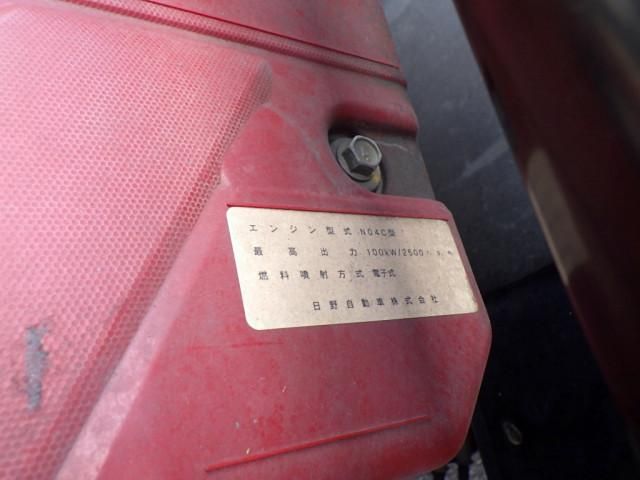 エンジン型式 N04C型
最高出力 100kW/2500r.p.m
燃料噴射方式 電子式
日野自動車株式会社